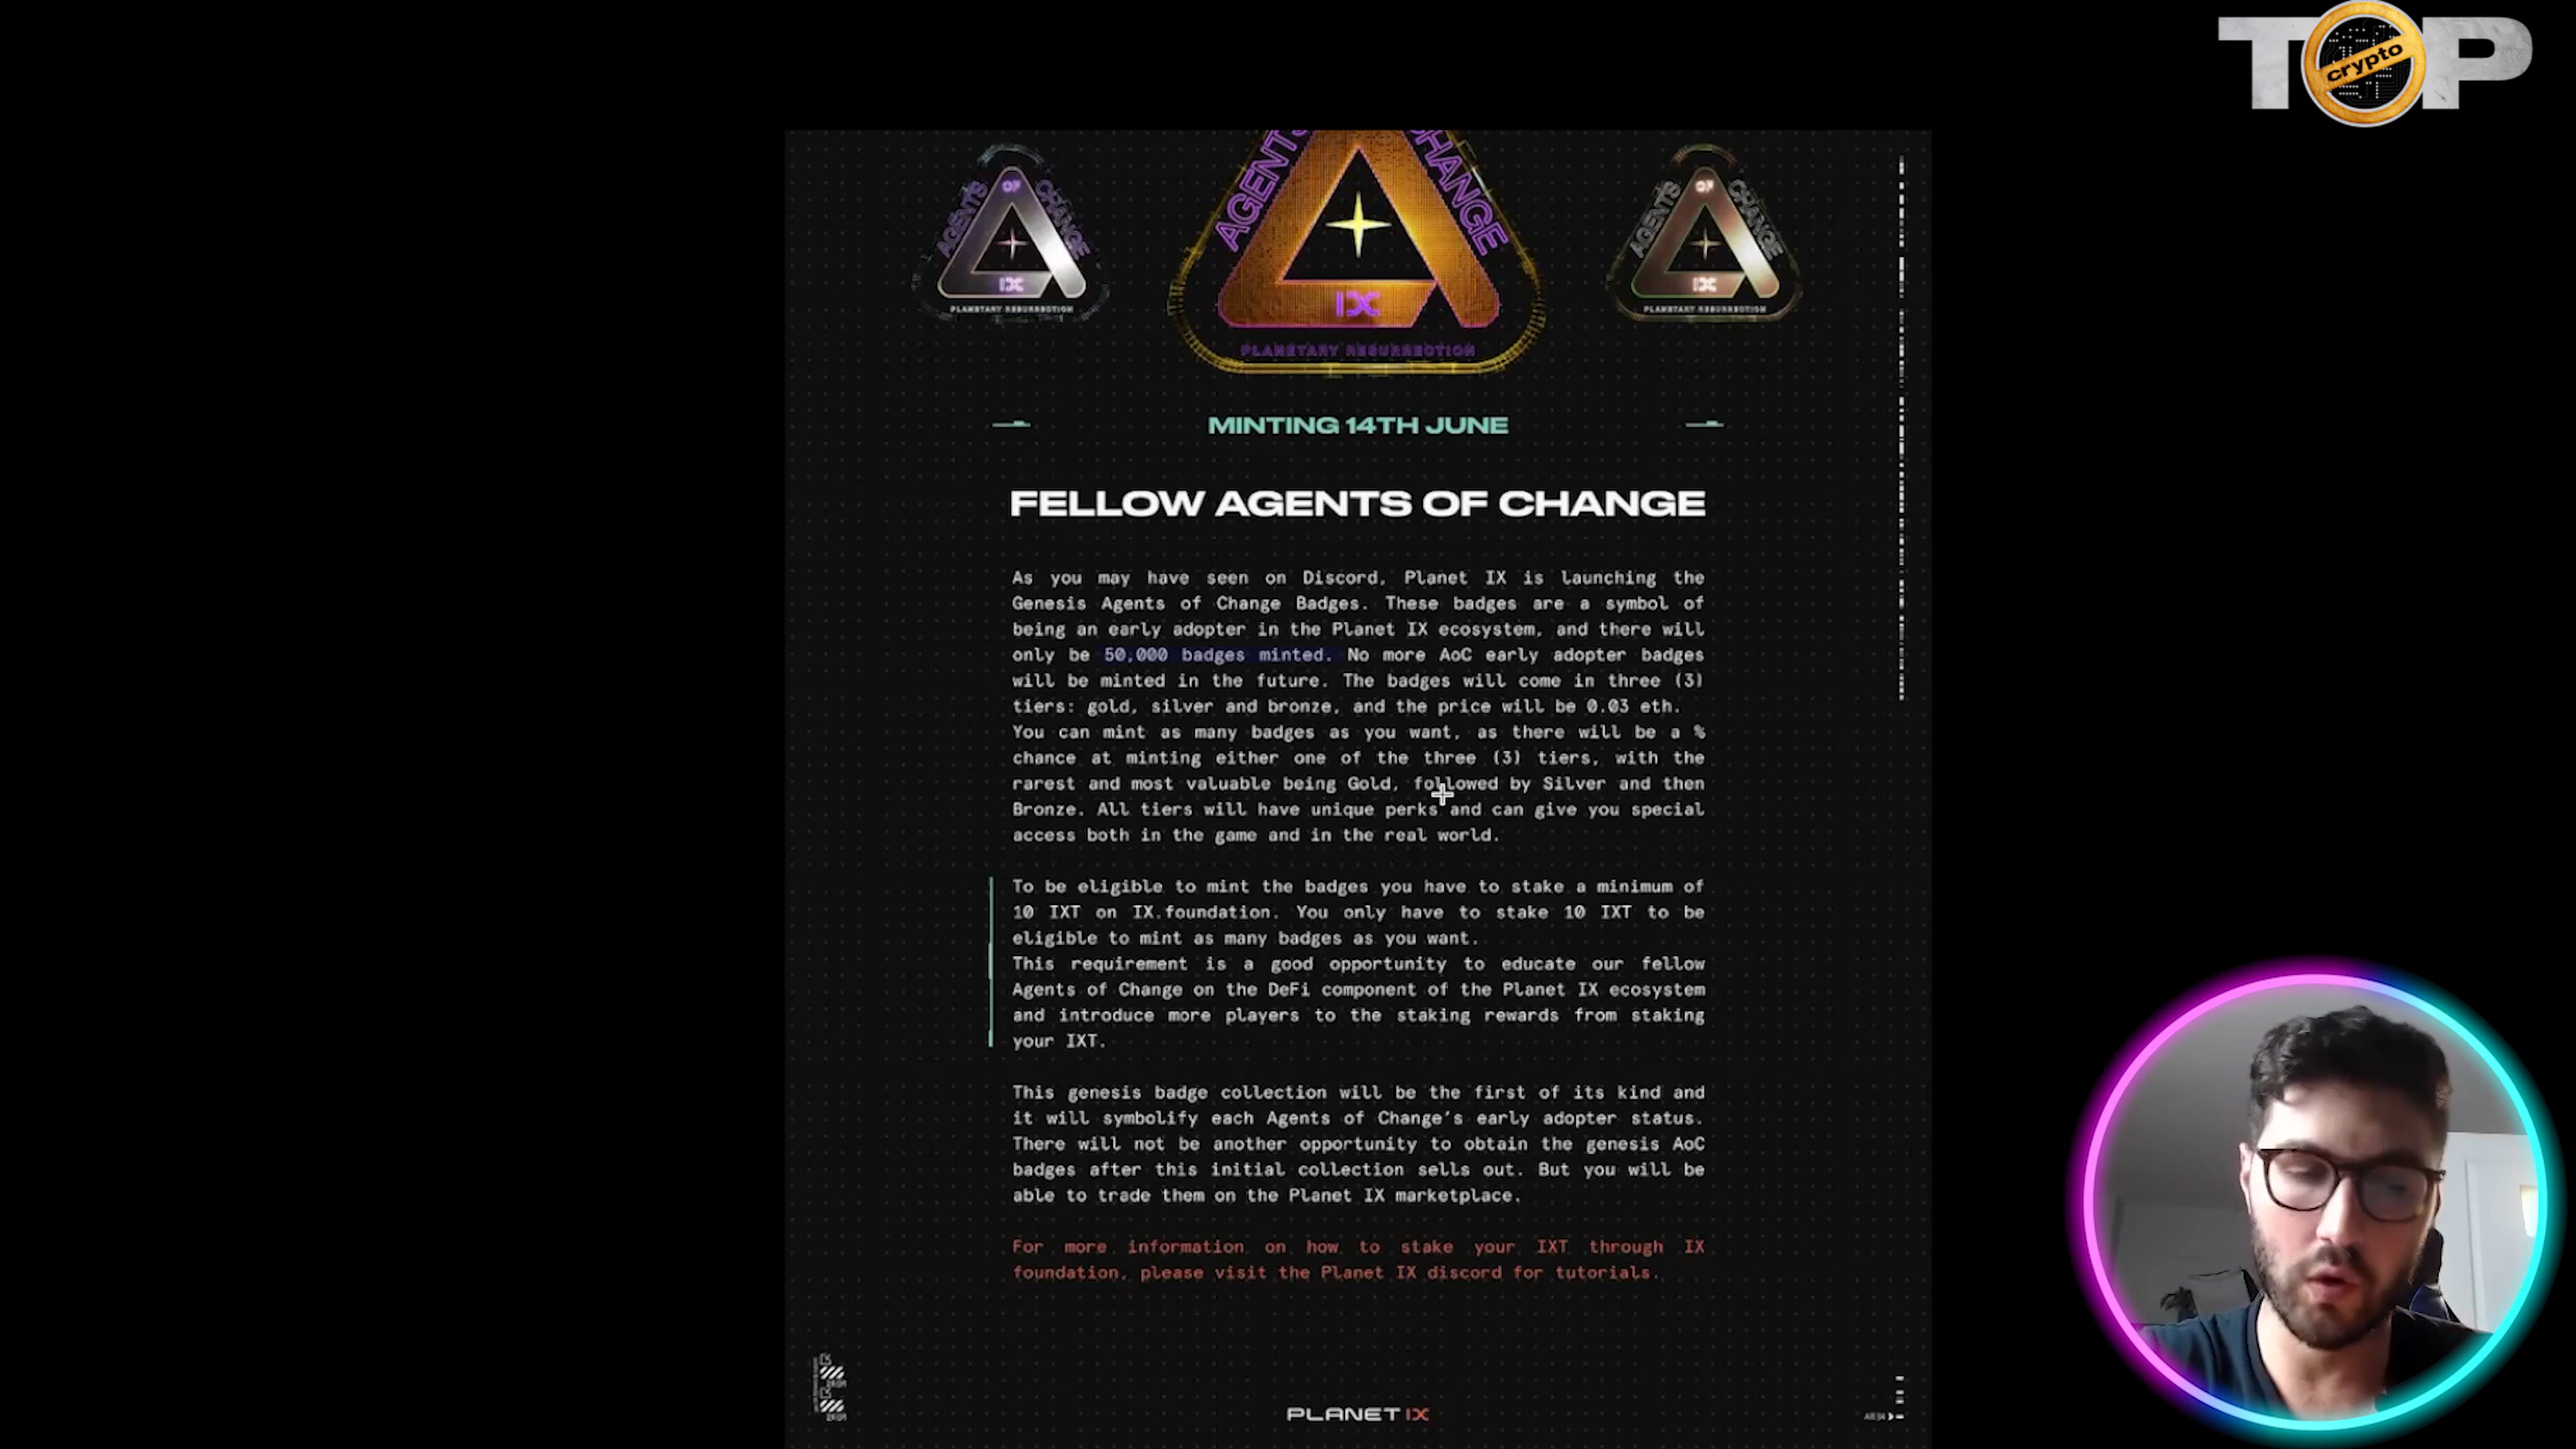 TOP
crypto
AGENTS OF CHANGE
IX
PLANETARY RESURRECTION
AGENTS CHANGE
IX
PLANETARY RESURRECTION
AGENTS OF CHANGE
IX
PLANETARY RESURRECTION
MINTING 14TH JUNE
FELLOW AGENTS OF CHANGE
As you may have seen on Discord, Planet IX is launching the
Genesis Agents of Change Badges. These badges are a symbol of
being an early adopter in the Planet IX ecosystem, and there will
only be 50,000 badges minted. No more AoC early adopter badges
will be minted in the future. The badges will come in three (3)
tiers: gold, silver and bronze, and the price will be 0.03 eth.
You can mint as many badges as you want, as there will be a %
chance at minting either one of the three (3) tiers, with the
rarest and most valuable being Gold, followed by Silver and then
Bronze. All tiers will have unique perks and can give you special
access both in the game and in the real world.
To be eligible to mint the badges you have to stake a minimum of
10 IXT on IX.foundation. You only have to stake 10 IXT to be
eligible to mint as many badges as you want.
This requirement is a good opportunity to educate our fellow
Agents of Change on the DeFi component of the Planet IX ecosystem
and introduce more players to the staking rewards from staking
your IXT.
This genesis badge collection will be the first of its kind and
it will symbolify each Agents of Change's early adopter status.
There will not be another opportunity to obtain the genesis AoC
badges after this initial collection sells out. But you will be
able to trade them on the Planet IX marketplace.
For more information on how to stake your IXT through IX
foundation, please visit the Planet IX discord for tutorials.
PLANET IX